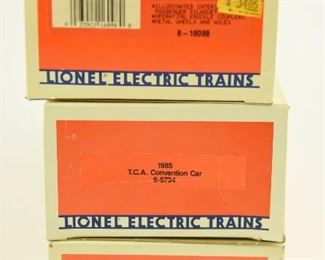 •ILLUMINATED INTERIOR
PASSENGER SILHOUETTES
•OPERATING KNUCKLE COUPLERS
•METAL WHEELS AND AXLES
6-16098
LIONEL ELECTRIC TRAINS
1985
T.C.A. Convention Car
6-5734
LIONEL ELECTRIC TRAINS